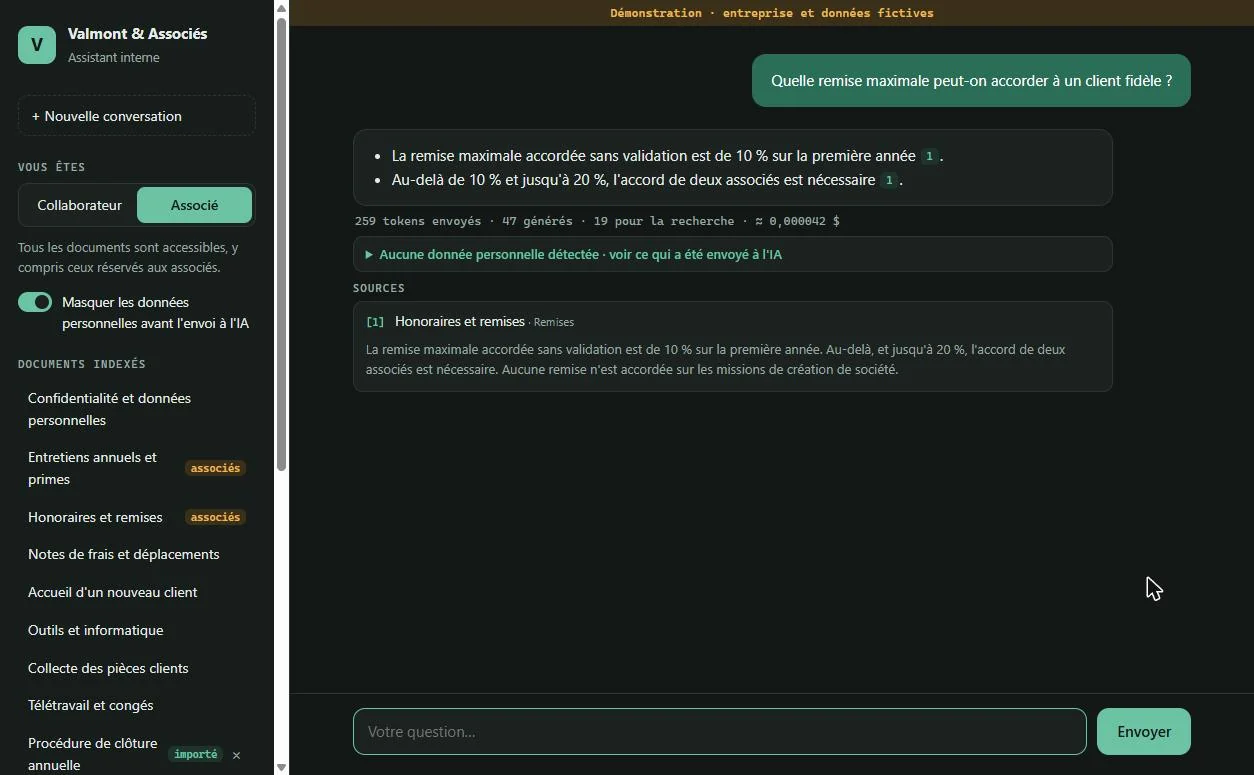 Démonstration · entreprise et données fictives
V
Valmont & Associés
Assistant interne
+ Nouvelle conversation
VOUS ÊTES
Collaborateur
Associé
Tous les documents sont accessibles, y
compris ceux réservés aux associés.
Masquer les données
personnelles avant l'envoi à l'IA
DOCUMENTS INDEXÉS
Confidentialité et données
personnelles
Entretiens annuels et
primes
associés
Honoraires et remises
associés
Notes de frais et déplacements
Accueil d'un nouveau client
Outils et informatique
Collecte des pièces clients
Télétravail et congés
Procédure de clôture
annuelle
importé ×
Quelle remise maximale peut-on accorder à un client fidèle ?
• La remise maximale accordée sans validation est de 10 % sur la première année 1 .
• Au-delà de 10 % et jusqu'à 20 %, l'accord de deux associés est nécessaire 1 .
259 tokens envoyés · 47 générés · 19 pour la recherche · ≈ 0,000042 $
▶ Aucune donnée personnelle détectée · voir ce qui a été envoyé à l'IA
SOURCES
[1] Honoraires et remises · Remises
La remise maximale accordée sans validation est de 10 % sur la première année. Au-delà, et jusqu'à 20 %, l'accord de deux
associés est nécessaire. Aucune remise n'est accordée sur les missions de création de société.
Votre question...
Envoyer